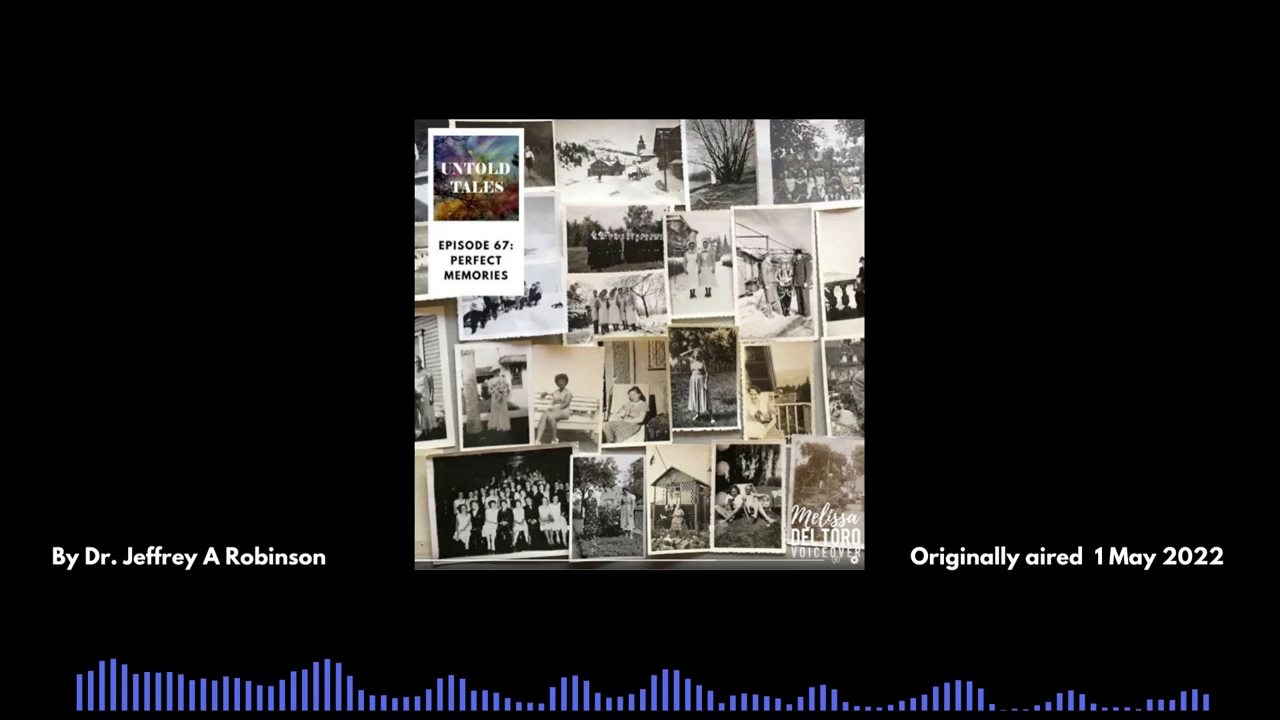 UNTOLD
TALES
EPISODE 67:
PERFECT
MEMORIES
Melissa
DEL TORO
VOICEOVER
By Dr. Jeffrey A Robinson
Originally aired 1 May 2022